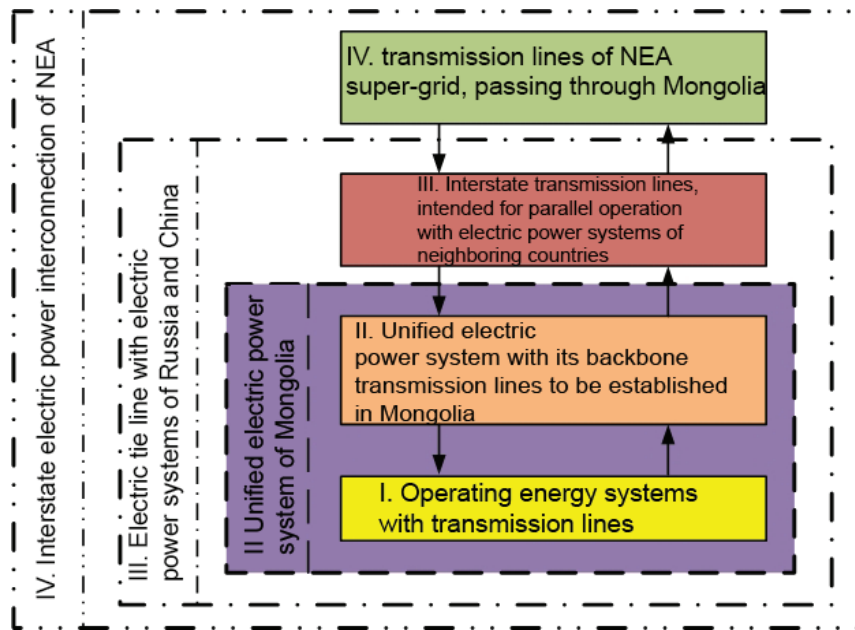 IV. Interstate electric power interconnection of NEA
III. Electric tie line with electric
power systems of Russia and China
II Unified electric power
system of Mongolia
IV. transmission lines of NEA
super-grid, passing through Mongolia
III. Interstate transmission lines,
intended for parallel operation
with electric power systems of
neighboring countries
II. Unified electric
power system with its backbone
transmission lines to be established
in Mongolia
I. Operating energy systems
with transmission lines